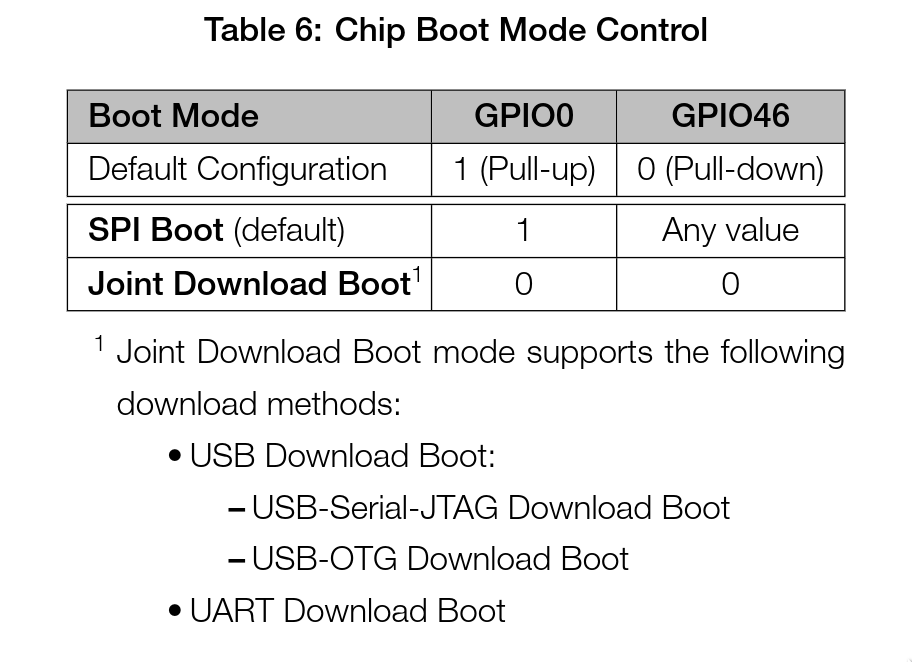 Table 6: Chip Boot Mode Control
Boot Mode GPIO0 GPIO46
Default Configuration 1 (Pull-up) 0 (Pull-down)
SPI Boot (default) 1 Any value
Joint Download Boot¹ 0 0
¹ Joint Download Boot mode supports the following
download methods:
• USB Download Boot:
– USB-Serial-JTAG Download Boot
– USB-OTG Download Boot
• UART Download Boot